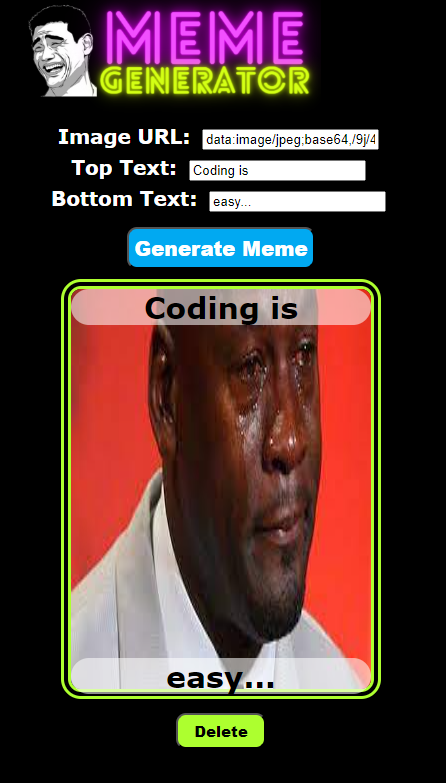 MEME
GENERATOR
Image URL: data:image/jpeg;base64,/9j/4
Top Text: Coding is
Bottom Text: easy...
Generate Meme
Coding is
easy...
Delete